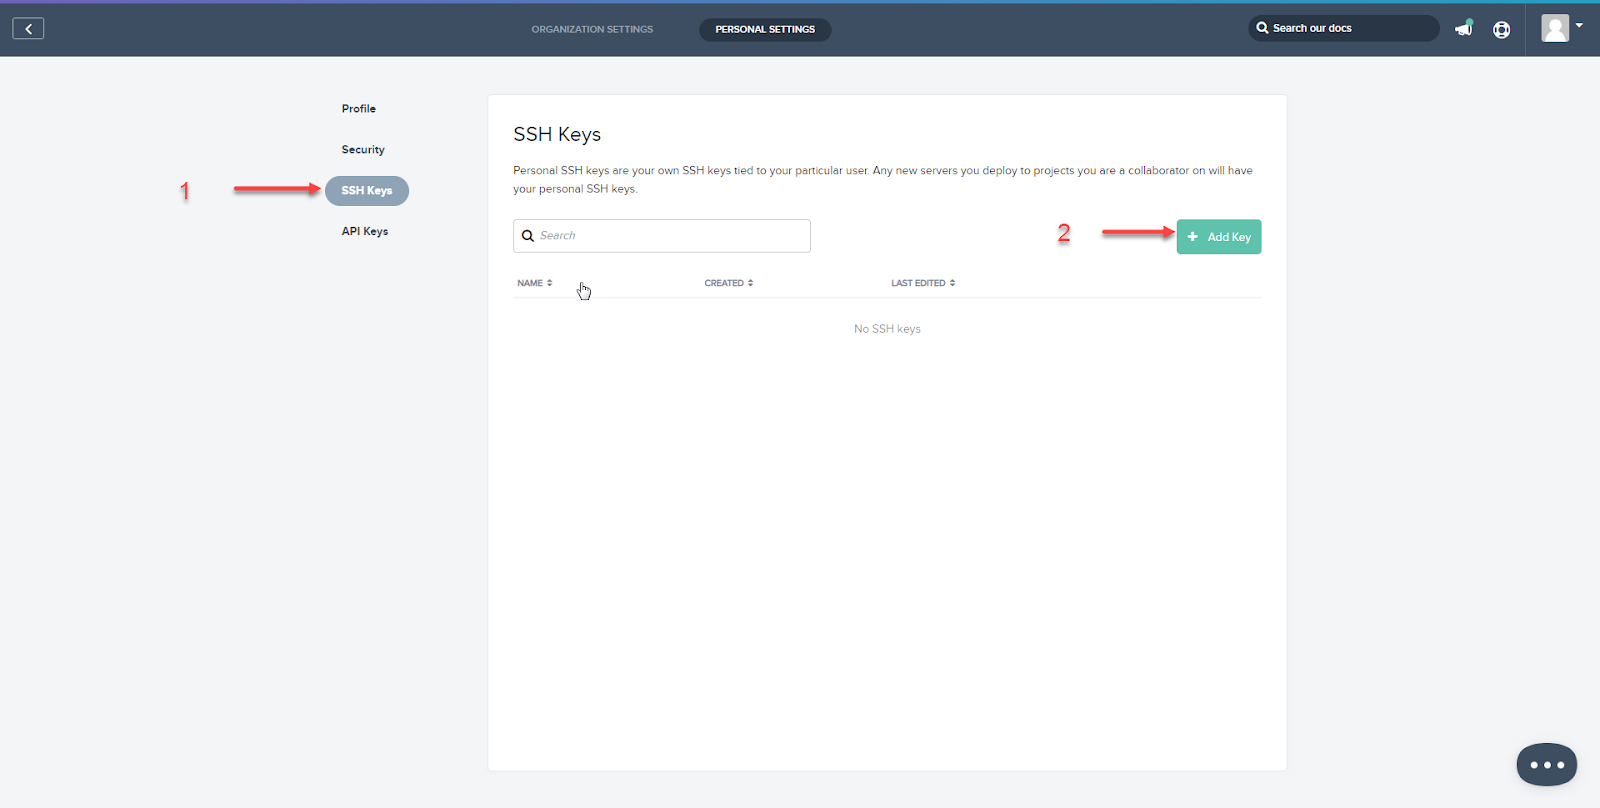 ORGANIZATION SETTINGS
PERSONAL SETTINGS
Search our docs
Profile
Security
1
SSH Keys
API Keys
SSH Keys
Personal SSH keys are your own SSH keys tied to your particular user. Any new servers you deploy to projects you are a collaborator on will have
your personal SSH keys.
Search
2
+ Add Key
NAME
CREATED
LAST EDITED
No SSH keys